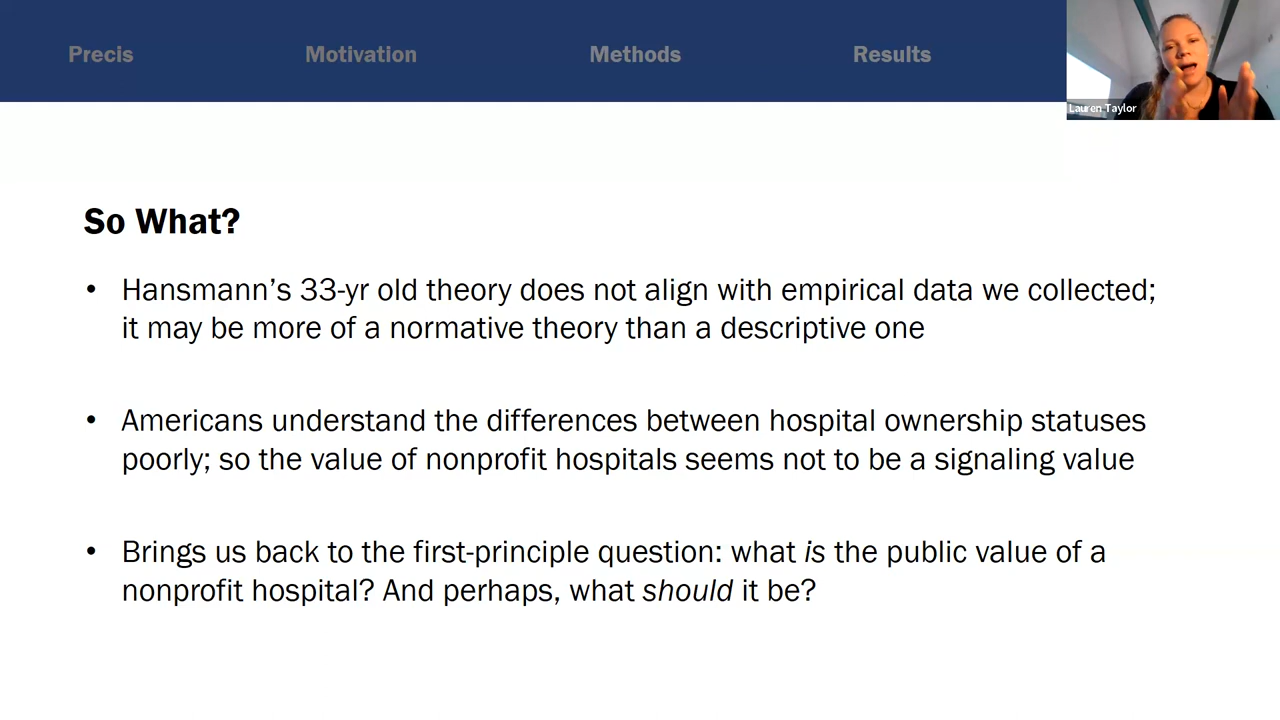 Precis
Motivation
Methods
Results
Lauren Taylor
So What?
• Hansmann’s 33-yr old theory does not align with empirical data we collected;
it may be more of a normative theory than a descriptive one
• Americans understand the differences between hospital ownership statuses
poorly; so the value of nonprofit hospitals seems not to be a signaling value
• Brings us back to the first-principle question: what is the public value of a
nonprofit hospital? And perhaps, what should it be?